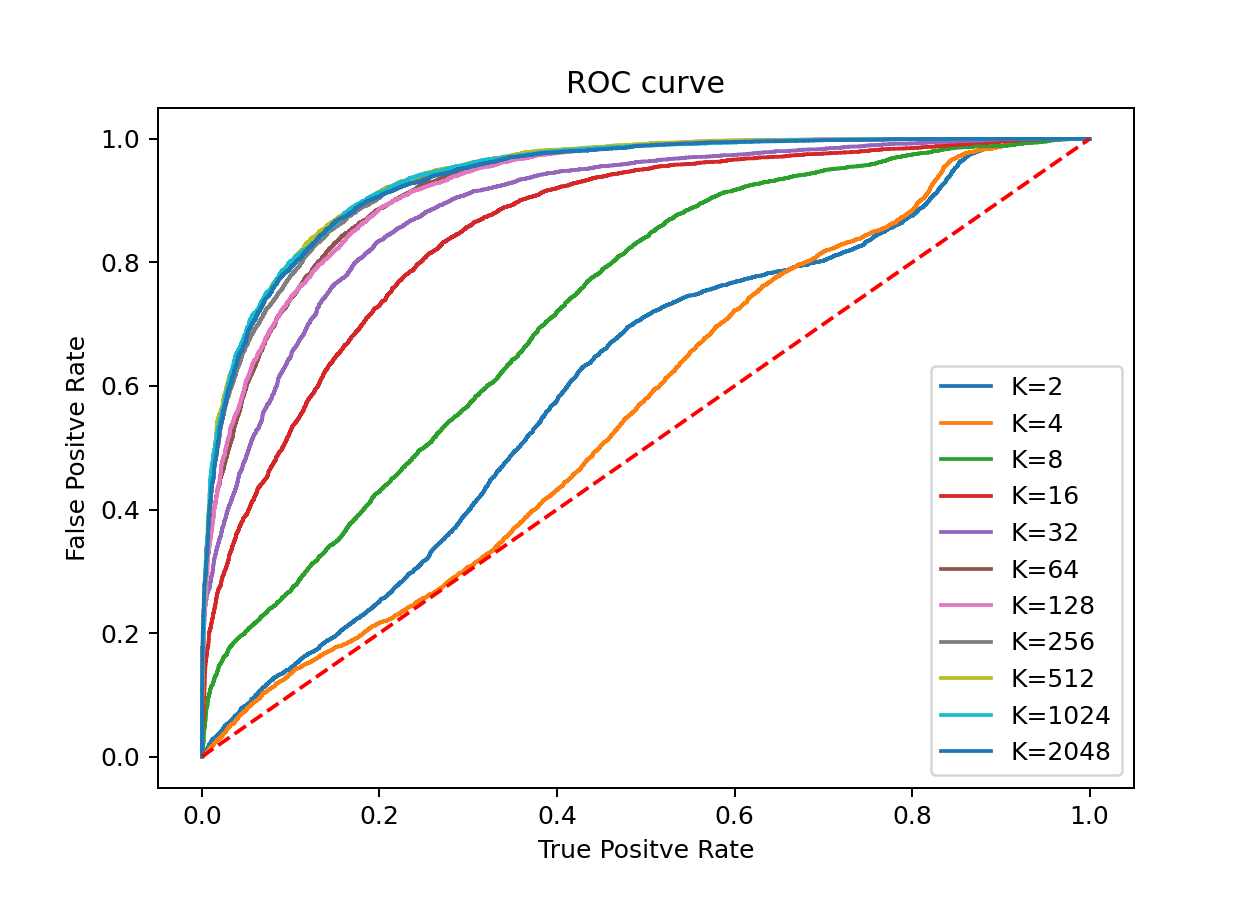 ROC curve
1.0
0.8
0.6
0.4
0.2
0.0
False Positve Rate
0.0 0.2 0.4 0.6 0.8 1.0
True Positve Rate
K=2
K=4
K=8
K=16
K=32
K=64
K=128
K=256
K=512
K=1024
K=2048